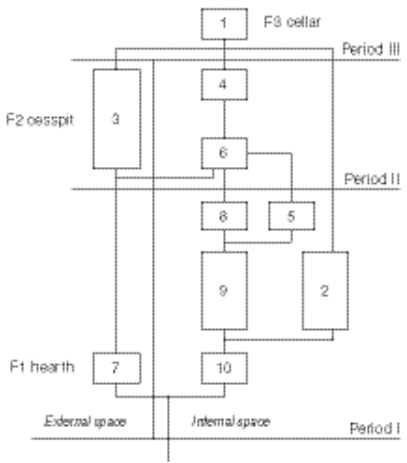 1 F3 cellar
Period III
4
F2 cesspit 3
6
Period II
8 5
9 2
F1 hearth 7 10
External space Internal space
Period I